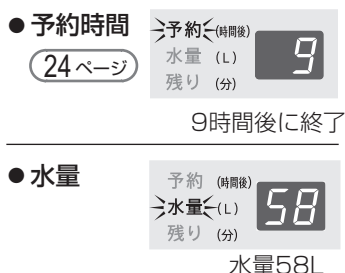 ●予約時間
24ページ
予約(時間後)
水量(L)
残り(分)
9
9時間後に終了
●水量
予約(時間後)
水量(L)
残り(分)
58
水量58L